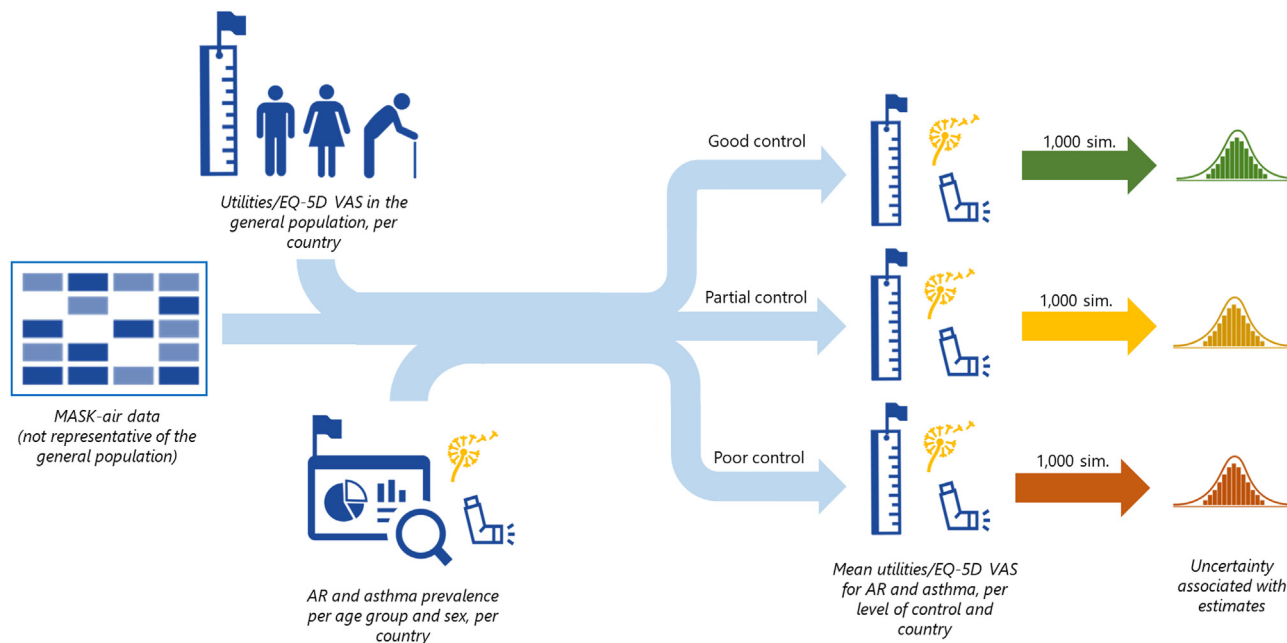 Utilities/EQ-5D VAS in the
general population, per
country
MASK-air data
(not representative of the
general population)
AR and asthma prevalence
per age group and sex, per
country
Good control
Partial control
Poor control
1,000 sim.
1,000 sim.
1,000 sim.
Mean utilities/EQ-5D VAS
for AR and asthma, per
level of control and
country
Uncertainty
associated with
estimates